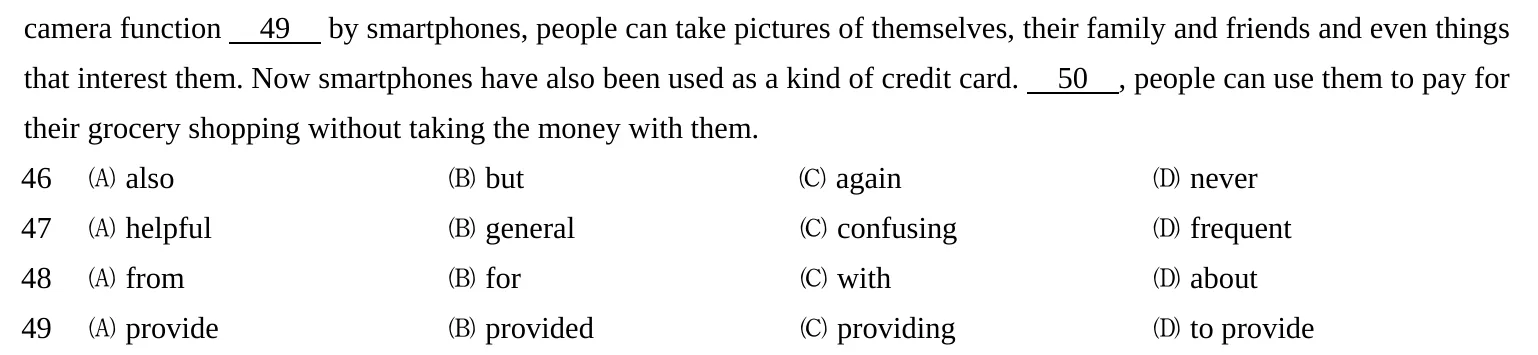 camera function 49 by smartphones, people can take pictures of themselves, their family and friends and even things
that interest them. Now smartphones have also been used as a kind of credit card. 50 , people can use them to pay for
their grocery shopping without taking the money with them.
46 (A) also (B) but (C) again (D) never
47 (A) helpful (B) general (C) confusing (D) frequent
48 (A) from (B) for (C) with (D) about
49 (A) provide (B) provided (C) providing (D) to provide